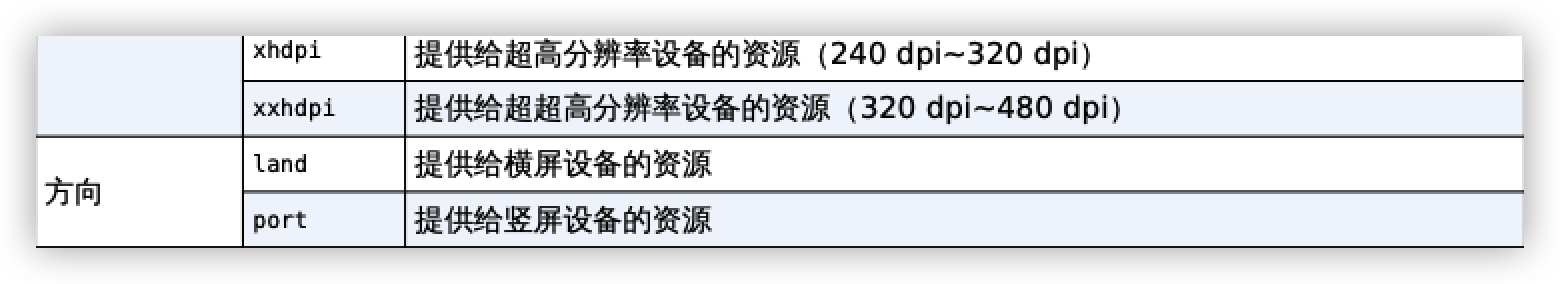 xhdpi 提供给超高分辨率设备的资源（240 dpi~320 dpi）
xxhdpi 提供给超超高分辨率设备的资源（320 dpi~480 dpi）
方向 land 提供给横屏设备的资源
port 提供给竖屏设备的资源